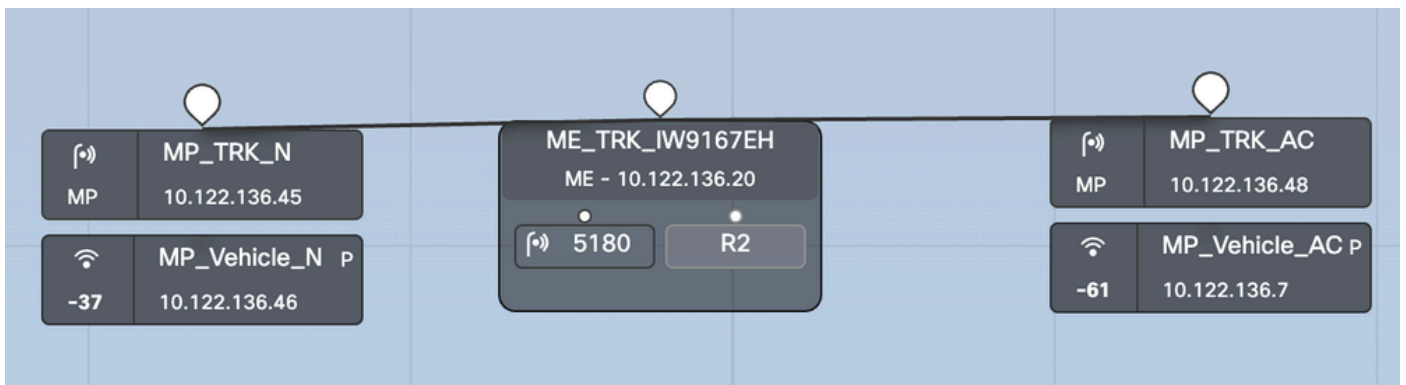 MP_TRK_N
MP
10.122.136.45
MP_Vehicle_N P
-37
10.122.136.46
ME_TRK_IW9167EH
ME - 10.122.136.20
5180
R2
MP_TRK_AC
MP
10.122.136.48
MP_Vehicle_AC P
-61
10.122.136.7